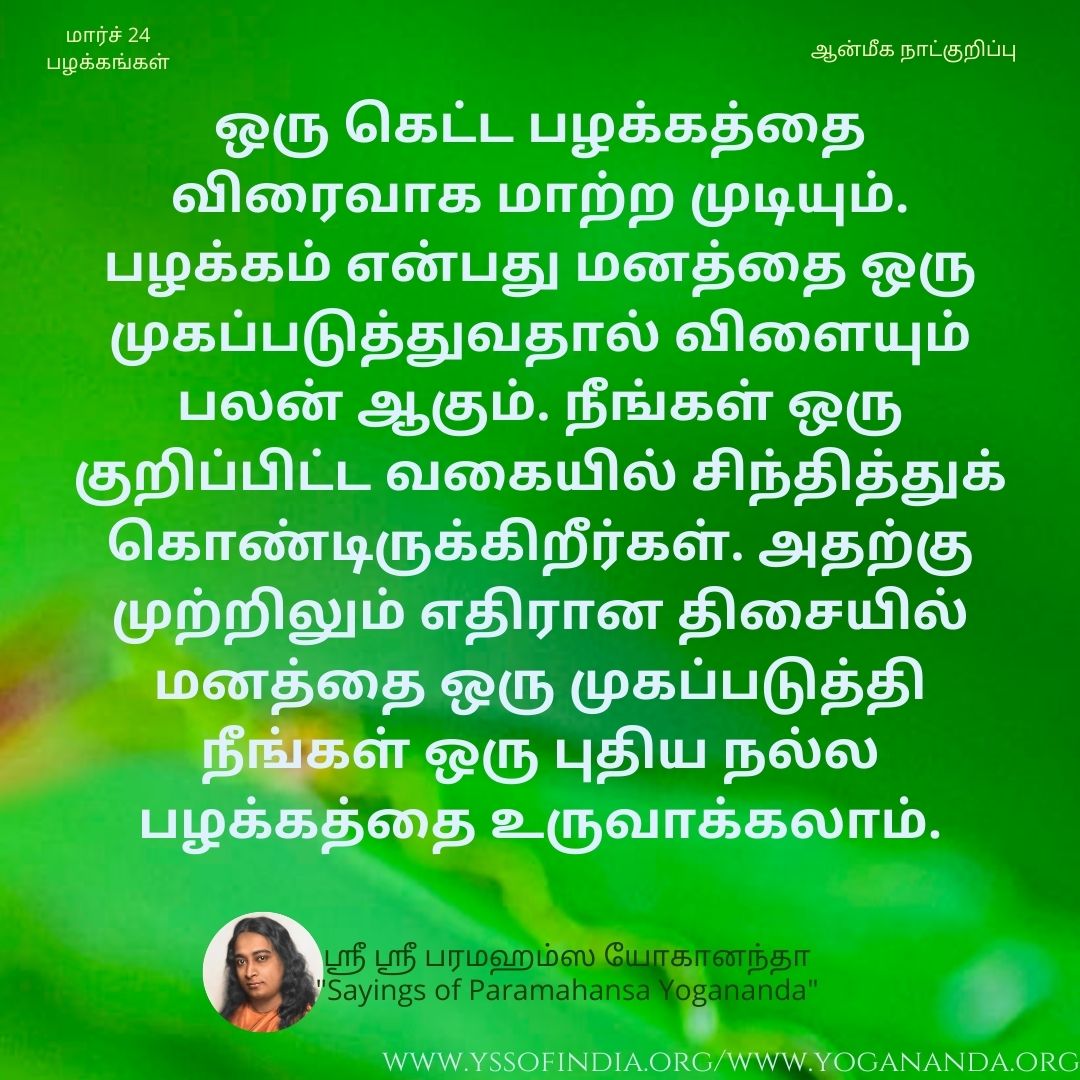 மார்ச் 24
பழக்கங்கள்
ஆன்மீக நாட்குறிப்பு
ஒரு கெட்ட பழக்கத்தை
விரைவாக மாற்ற முடியும்.
பழக்கம் என்பது மனத்தை ஒரு
முகப்படுத்துவதால் விளையும்
பலன் ஆகும். நீங்கள் ஒரு
குறிப்பிட்ட வகையில் சிந்தித்துக்
கொண்டிருக்கிறீர்கள். அதற்கு
முற்றிலும் எதிரான திசையில்
மனத்தை ஒரு முகப்படுத்தி
நீங்கள் ஒரு புதிய நல்ல
பழக்கத்தை உருவாக்கலாம்.
ஸ்ரீ ஸ்ரீ பரமஹம்ஸ யோகானந்தா
"Sayings of Paramahansa Yogananda"
WWW.YSSOFINDIA.ORG/WWW.YOGANANDA.ORG